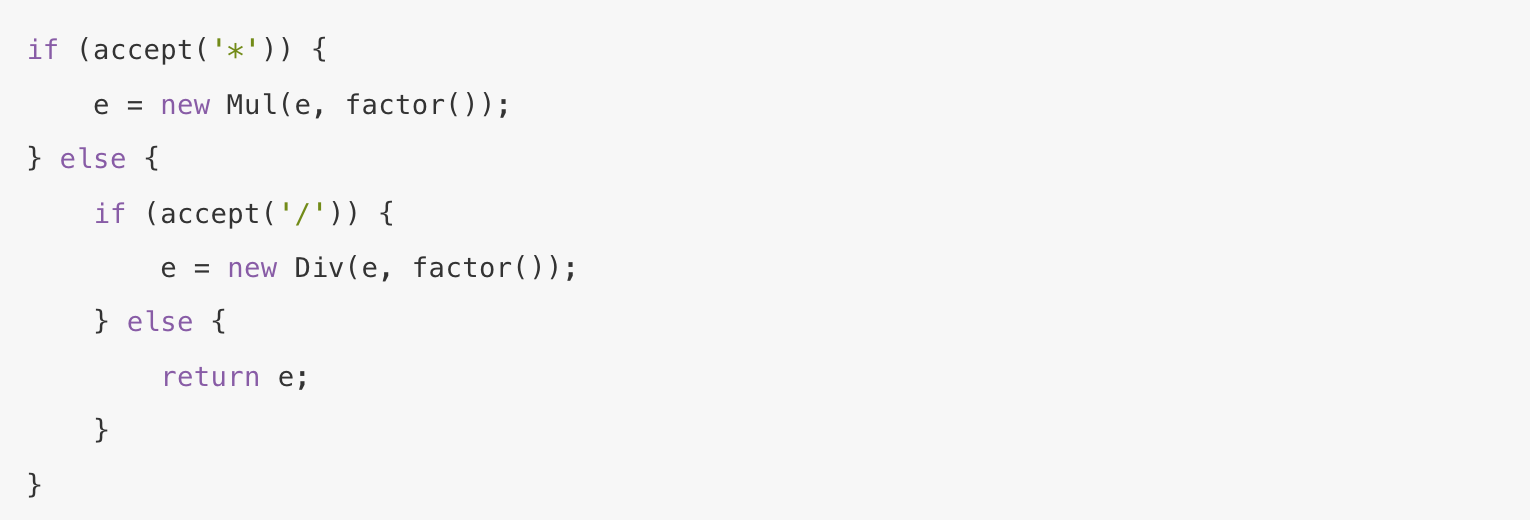 if (accept('*')) {
    e = new Mul(e, factor());
} else {
    if (accept('/')) {
        e = new Div(e, factor());
    } else {
        return e;
    }
}